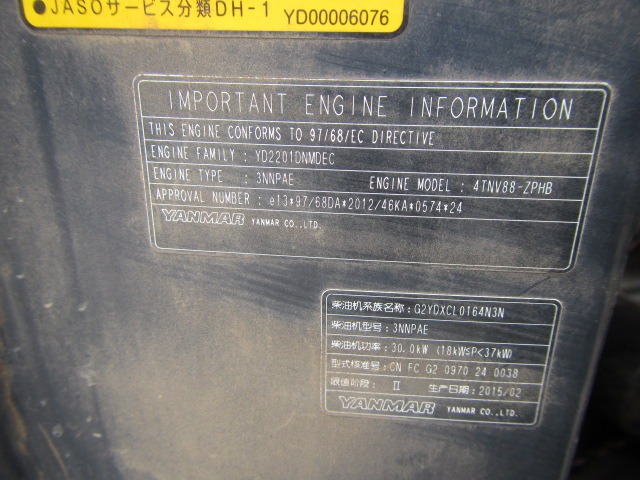 ●JASOサービス分類DH-1
YD00006076
IMPORTANT ENGINE INFORMATION
THIS ENGINE CONFORMS TO 97/68/EC DIRECTIVE
ENGINE FAMILY : YD2201DNMDEC
ENGINE TYPE : 3NNPAE ENGINE MODEL : 4TNV88-ZPHB
APPROVAL NUMBER : e13*97/68DA*2012/46KA*0574*24
YANMAR YANMAR CO.,LTD.
柴油机系族名称:G2YDXCL0164N3N
柴油机型号:3NNPAE
柴油机功率:30.0kW (18kW≤P<37kW)
型式核准号:CN FC G2 0970 24 0038
限值阶段: Ⅱ 生产日期:2015/02
YANMAR YANMAR CO.,LTD.